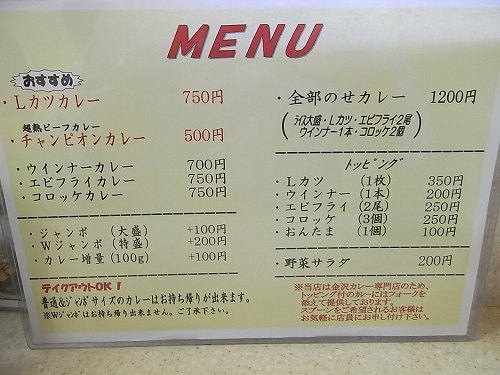 MENU
おすすめ
・Lカツカレー 750円
超熟ビーフカレー
・チャンピオンカレー 500円
・ウインナーカレー 700円
・エビフライカレー 750円
・コロッケカレー 750円
・ジャンボ (大盛) +100円
・Wジャンボ (特盛) +200円
・カレー増量 (100g) +100円
テイクアウトOK!
普通&ジャンボサイズのカレーはお持ち帰りが出来ます。
※Wジャンボはお持ち帰り出来ません。ご了承下さい。
・全部のせカレー 1200円
(ライス大盛・Lカツ・エビフライ2尾
ウインナー1本・コロッケ2個)
トッピング
・Lカツ (1枚) 350円
・ウインナー (1本) 200円
・エビフライ (2尾) 250円
・コロッケ (3個) 250円
・おんたま (1個) 100円
・野菜サラダ 200円
※当店は金沢カレー専門店のため、
トッピング付のカレーにはフォークを
添えて提供しております。
スプーンをご希望されるお客様は
お気軽に店員にお申し付け下さい。